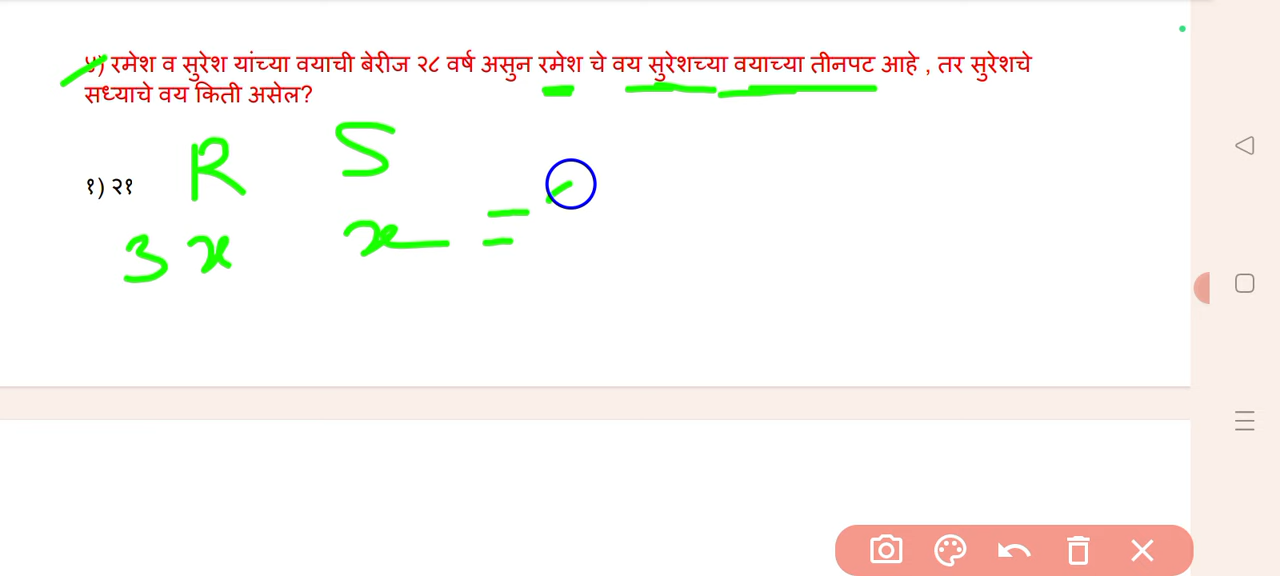 ५) रमेश व सुरेश यांच्या वयाची बेरीज २८ वर्ष असुन रमेश चे वय सुरेशच्या वयाच्या तीनपट आहे , तर सुरेशचे
सध्याचे वय किती असेल?
R S
१) २१
3x x =